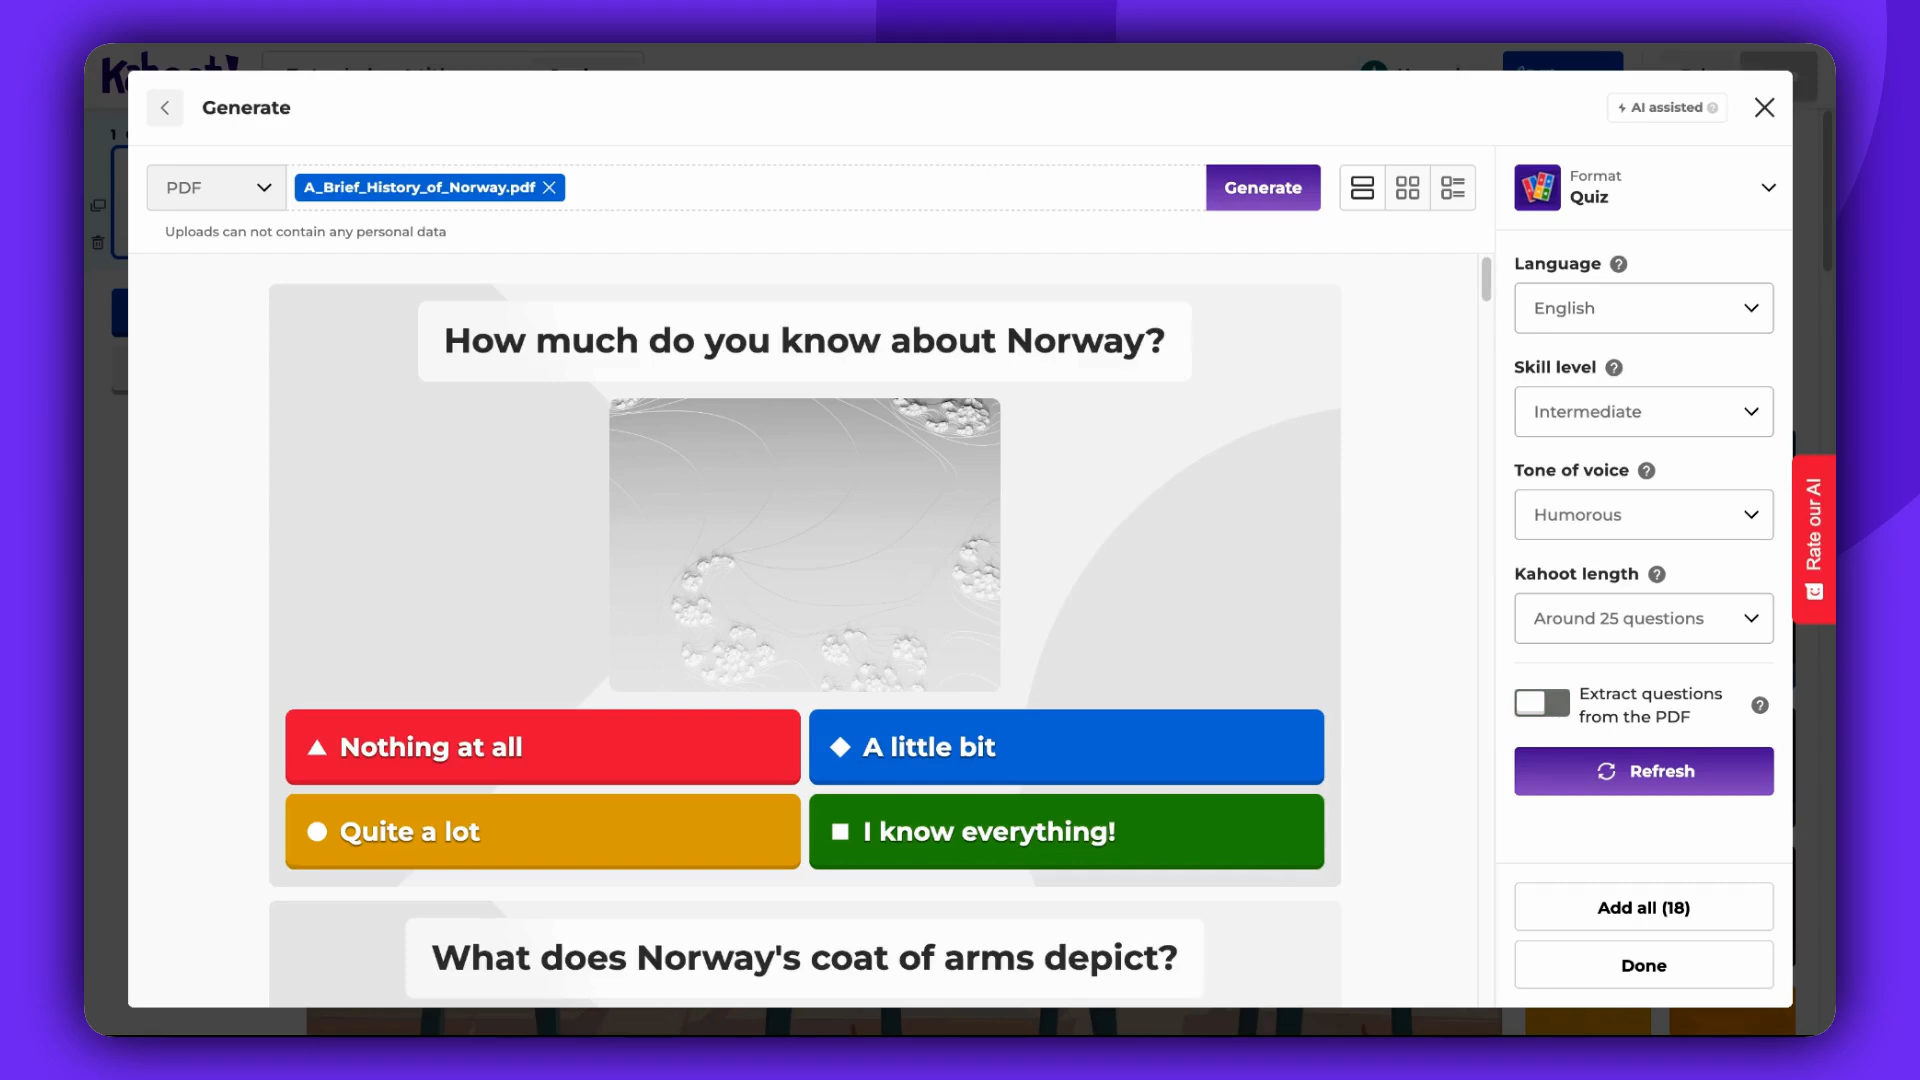 Generate
AI assisted
PDF
A_Brief_History_of_Norway.pdf
Generate
Uploads can not contain any personal data
Format
Quiz
Language
English
Skill level
Intermediate
Tone of voice
Humorous
Kahoot length
Around 25 questions
Extract questions
from the PDF
Refresh
Add all (18)
Done
Rate our AI
How much do you know about Norway?
Nothing at all
A little bit
Quite a lot
I know everything!
What does Norway's coat of arms depict?